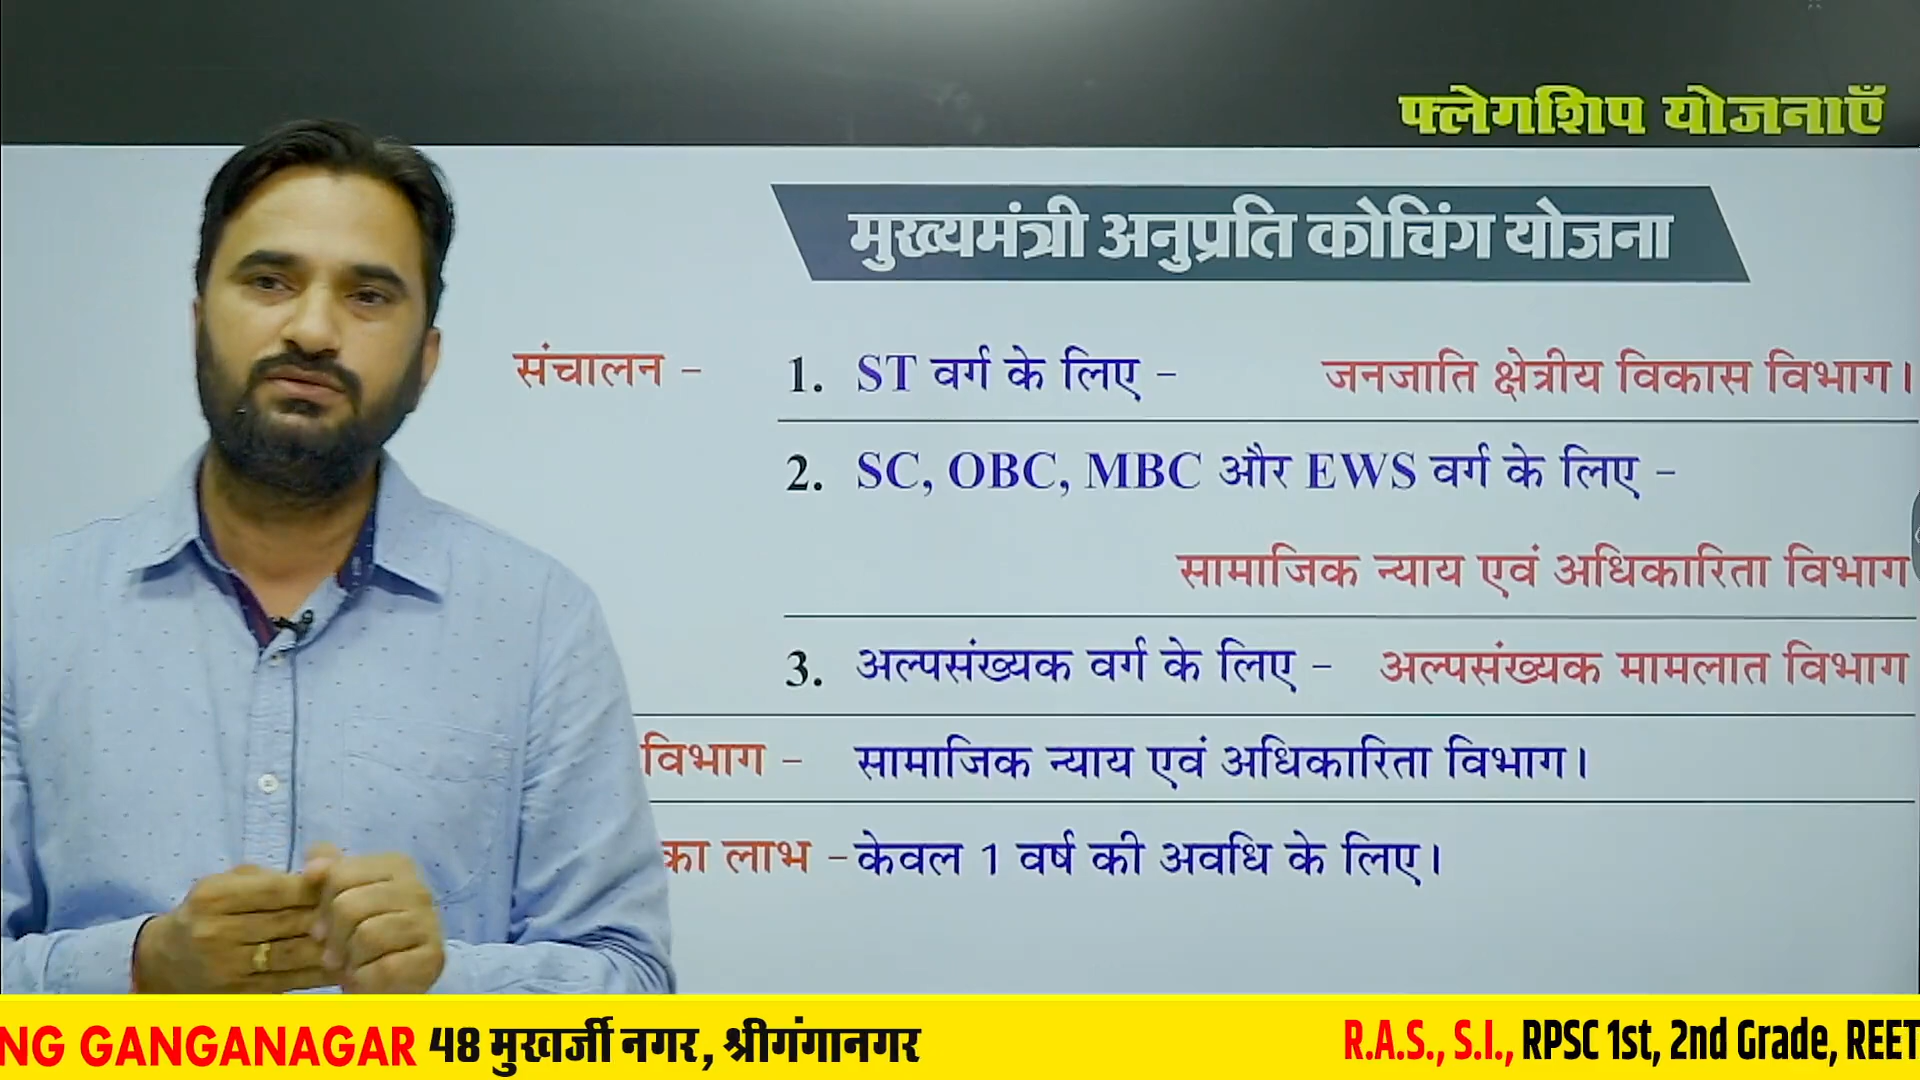 फ्लेगशिप योजनाएँ
मुख्यमंत्री अनुप्रति कोचिंग योजना
संचालन – 1. ST वर्ग के लिए – जनजाति क्षेत्रीय विकास विभाग।
2. SC, OBC, MBC और EWS वर्ग के लिए –
सामाजिक न्याय एवं अधिकारिता विभाग
3. अल्पसंख्यक वर्ग के लिए – अल्पसंख्यक मामलात विभाग
विभाग – सामाजिक न्याय एवं अधिकारिता विभाग।
का लाभ – केवल 1 वर्ष की अवधि के लिए।
NG GANGANAGAR 48 मुखर्जी नगर, श्रीगंगानगर R.A.S., S.I., RPSC 1st, 2nd Grade, REET